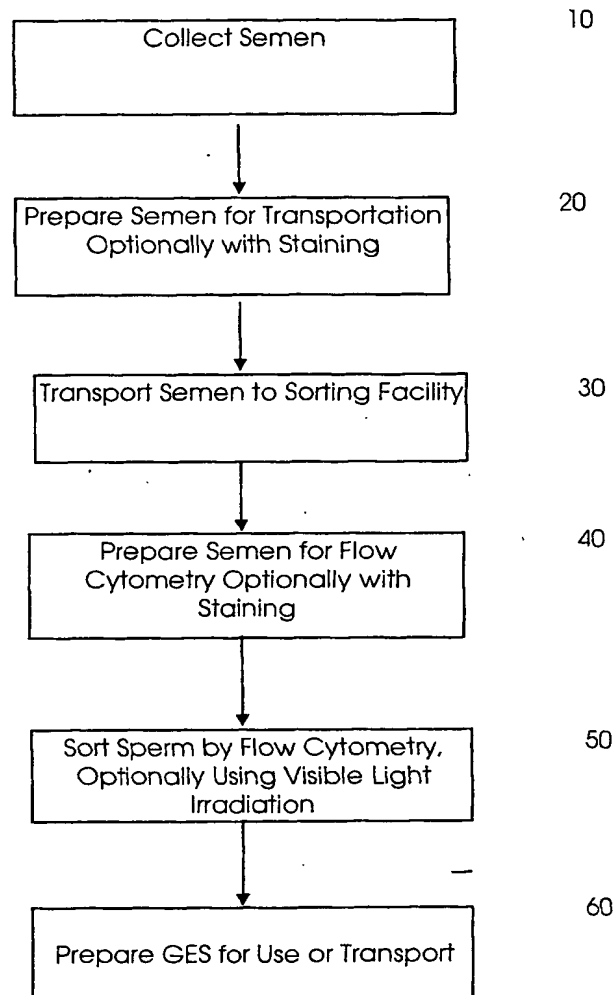 10
Collect Semen
20
Prepare Semen for Transportation
Optionally with Staining
30
Transport Semen to Sorting Facility
40
Prepare Semen for Flow
Cytometry Optionally with
Staining
50
Sort Sperm by Flow Cytometry,
Optionally Using Visible Light
Irradiation
60
Prepare GES for Use or Transport